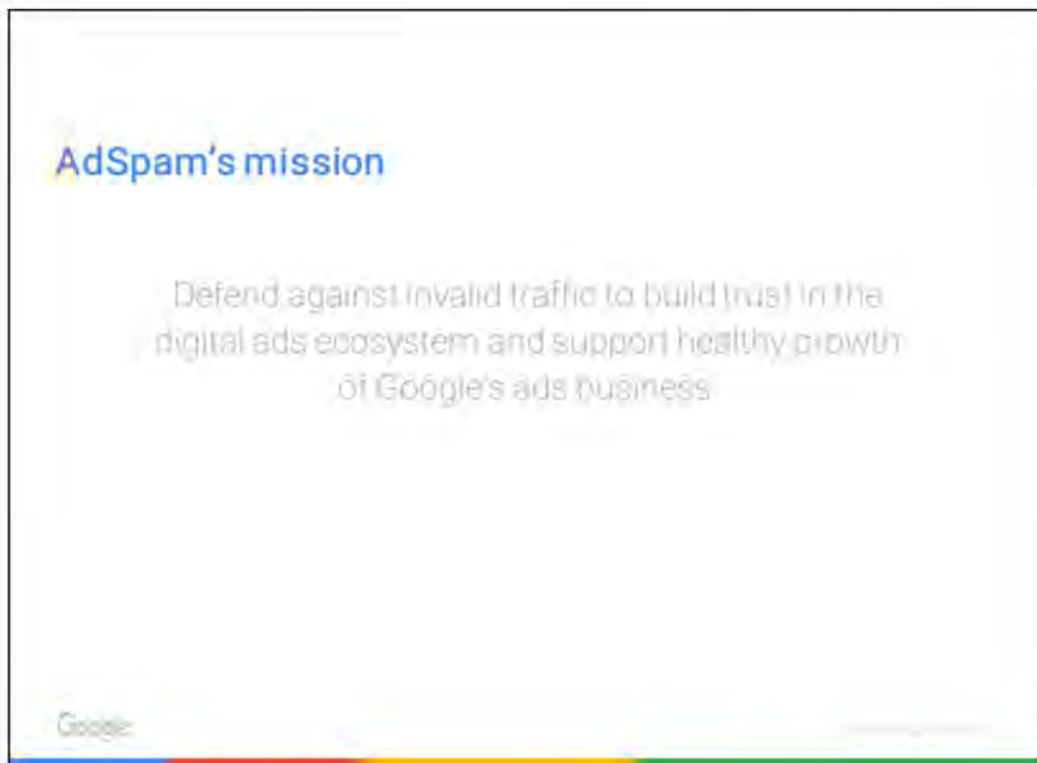 AdSpam's mission
Defend against invalid traffic to build trust in the
digital ads ecosystem and support healthy growth
of Google's ads business
Google